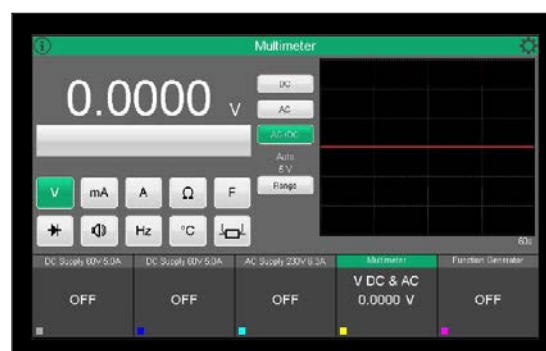 Multimeter
0.0000 V
DC
AC
AC+DC
Auto
6 V
Range
V mA A Ω F
Hz °C
60s
DC Supply 60V 5.0A
OFF
DC Supply 60V 5.0A
OFF
AC Supply 230V 6.3A
OFF
Multimeter
V DC & AC
0.0000 V
Function Generator
OFF